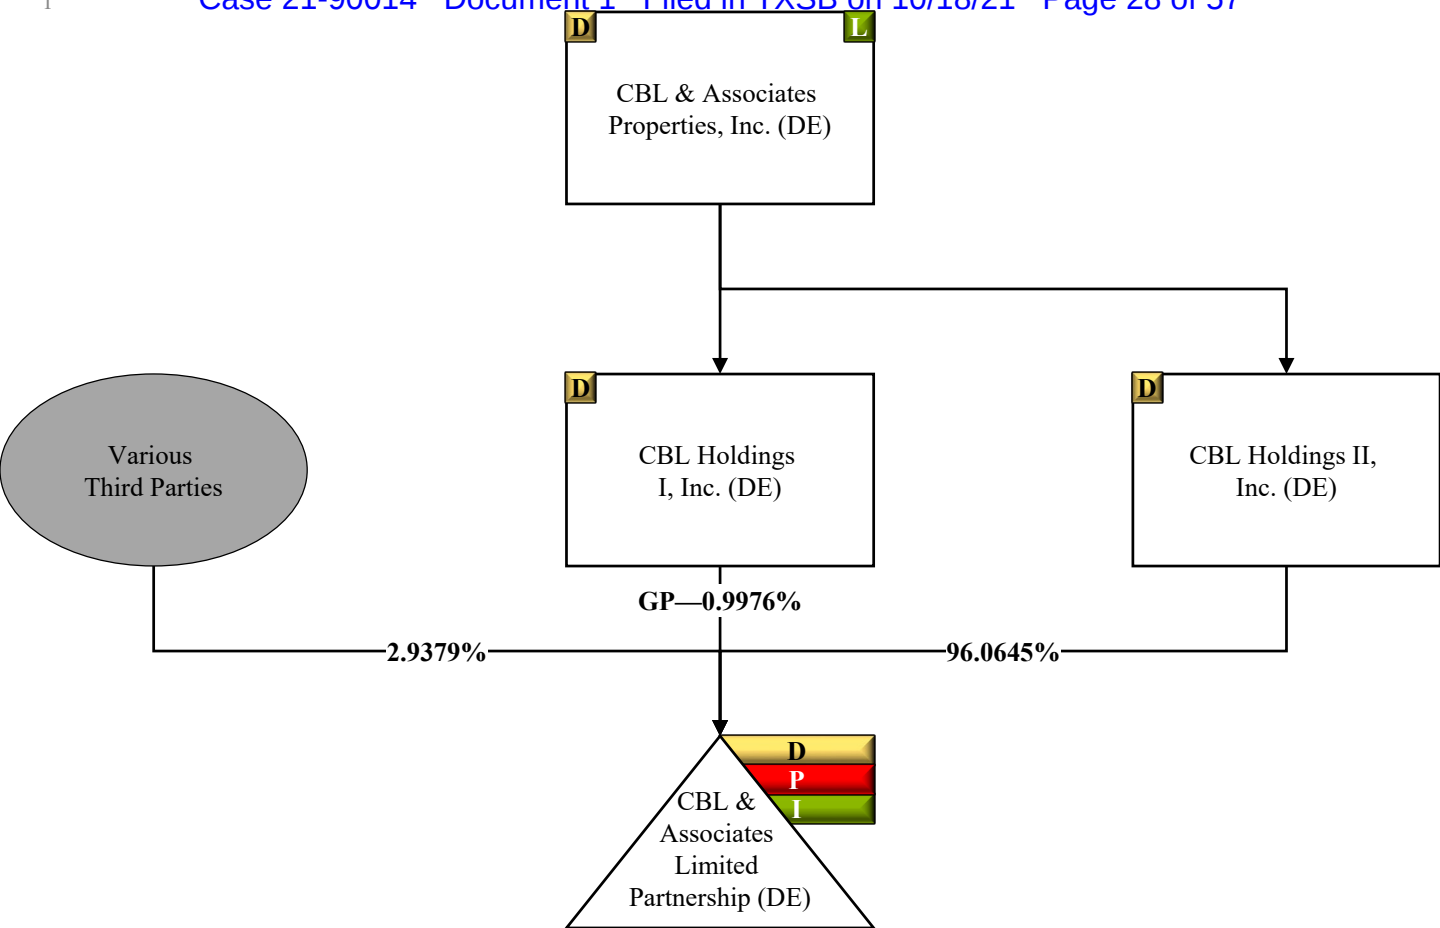 Case 21-90014 Document 1 Filed in TXSB on 10/18/21 Page 28 of 57
D
L
CBL & Associates
Properties, Inc. (DE)
D
D
Various
Third Parties
CBL Holdings
I, Inc. (DE)
CBL Holdings II,
Inc. (DE)
GP—0.9976%
2.9379%
96.0645%
D
P
I
CBL &
Associates
Limited
Partnership (DE)